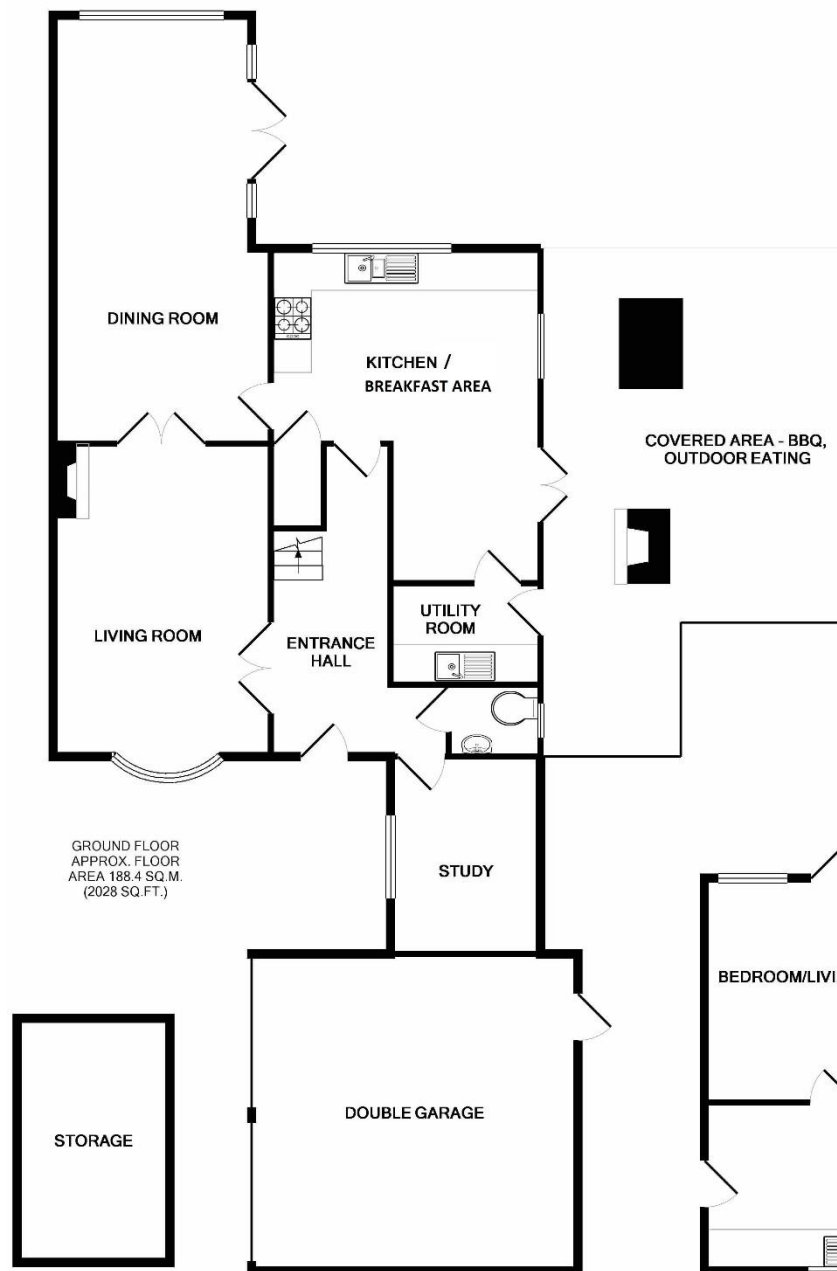 DINING ROOM
KITCHEN /
BREAKFAST AREA
COVERED AREA - BBQ,
OUTDOOR EATING
LIVING ROOM
ENTRANCE
HALL
UTILITY
ROOM
GROUND FLOOR
APPROX. FLOOR
AREA 188.4 SQ.M.
(2028 SQ.FT.)
STUDY
BEDROOM/LIVI
STORAGE
DOUBLE GARAGE